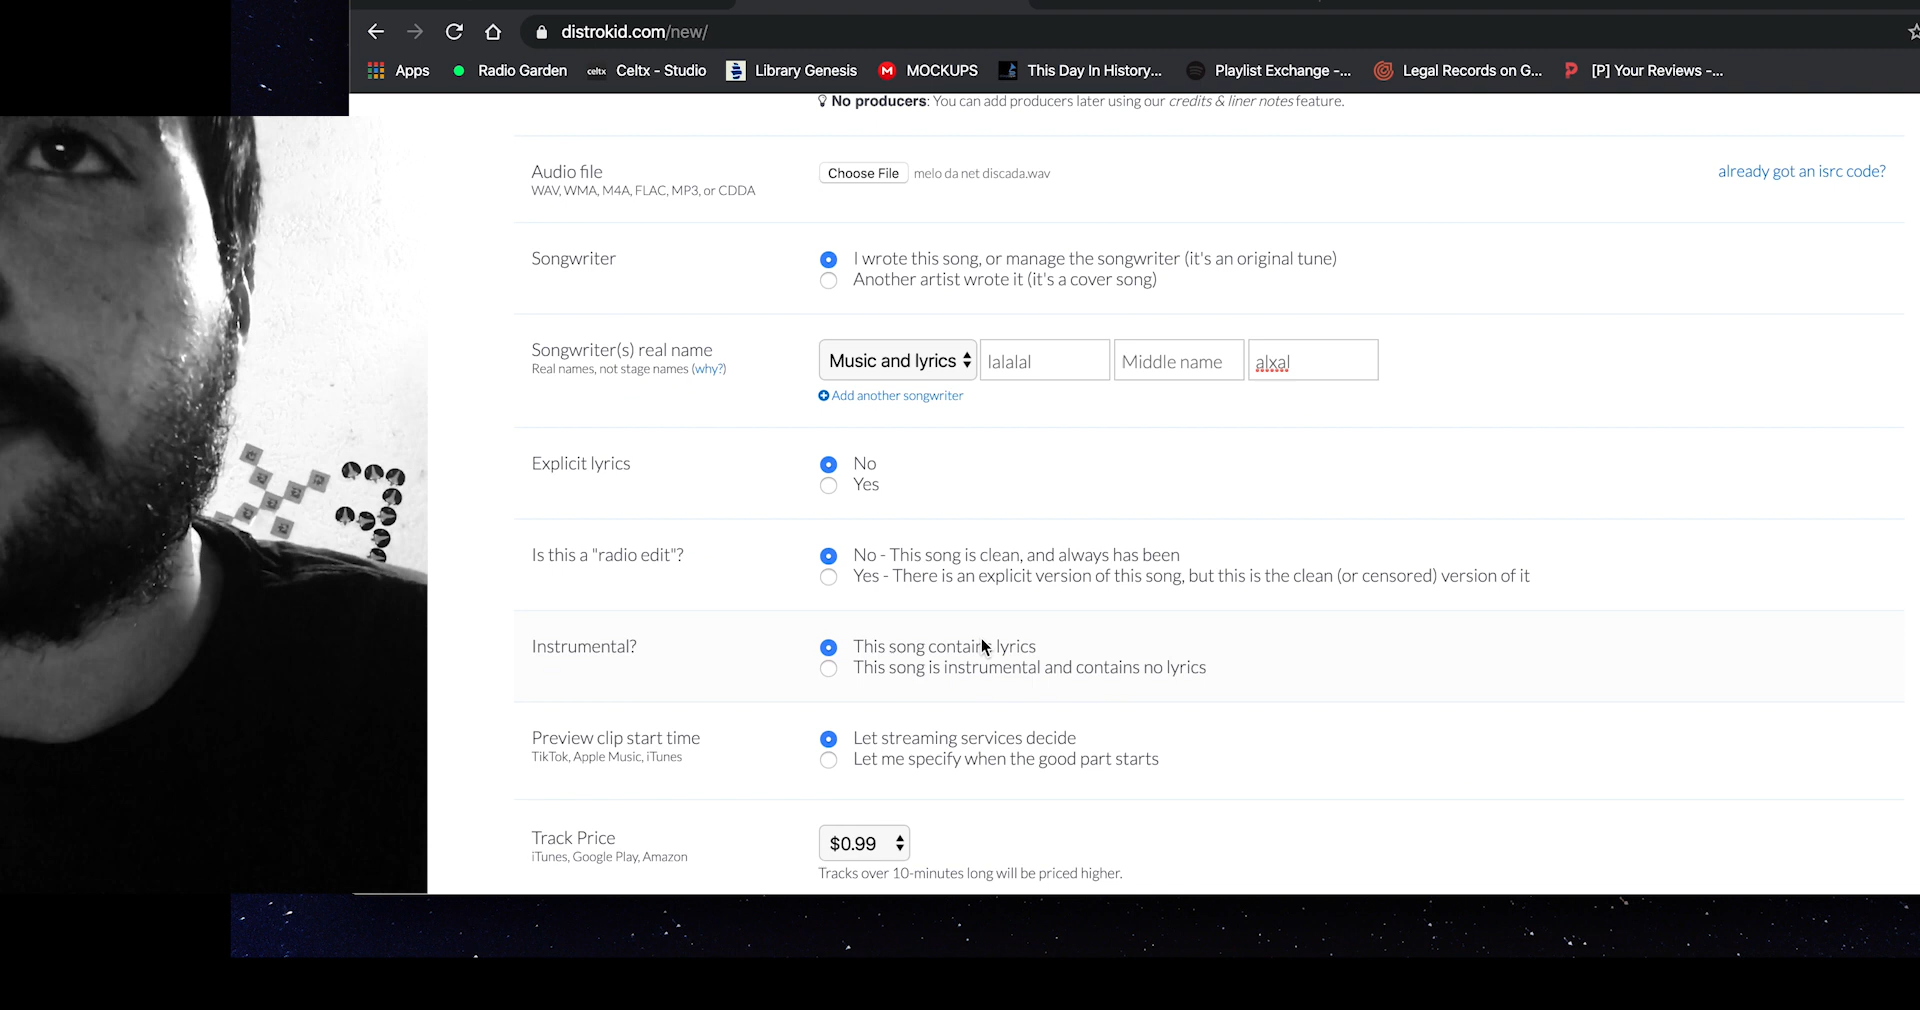 distrokid.com/new/
Apps Radio Garden celtx Celtx - Studio Library Genesis M MOCKUPS This Day In History... Playlist Exchange -... Legal Records on G... [P] Your Reviews -...
No producers: You can add producers later using our credits & liner notes feature.
Audio file
WAV, WMA, M4A, FLAC, MP3, or CDDA
Choose File melo da net discada.wav
already got an isrc code?
Songwriter
I wrote this song, or manage the songwriter (it's an original tune)
Another artist wrote it (it's a cover song)
Songwriter(s) real name
Real names, not stage names (why?)
Music and lyrics lalalal Middle name alxal
Add another songwriter
Explicit lyrics
No
Yes
Is this a "radio edit"?
No - This song is clean, and always has been
Yes - There is an explicit version of this song, but this is the clean (or censored) version of it
Instrumental?
This song contains lyrics
This song is instrumental and contains no lyrics
Preview clip start time
TikTok, Apple Music, iTunes
Let streaming services decide
Let me specify when the good part starts
Track Price
iTunes, Google Play, Amazon
$0.99
Tracks over 10-minutes long will be priced higher.